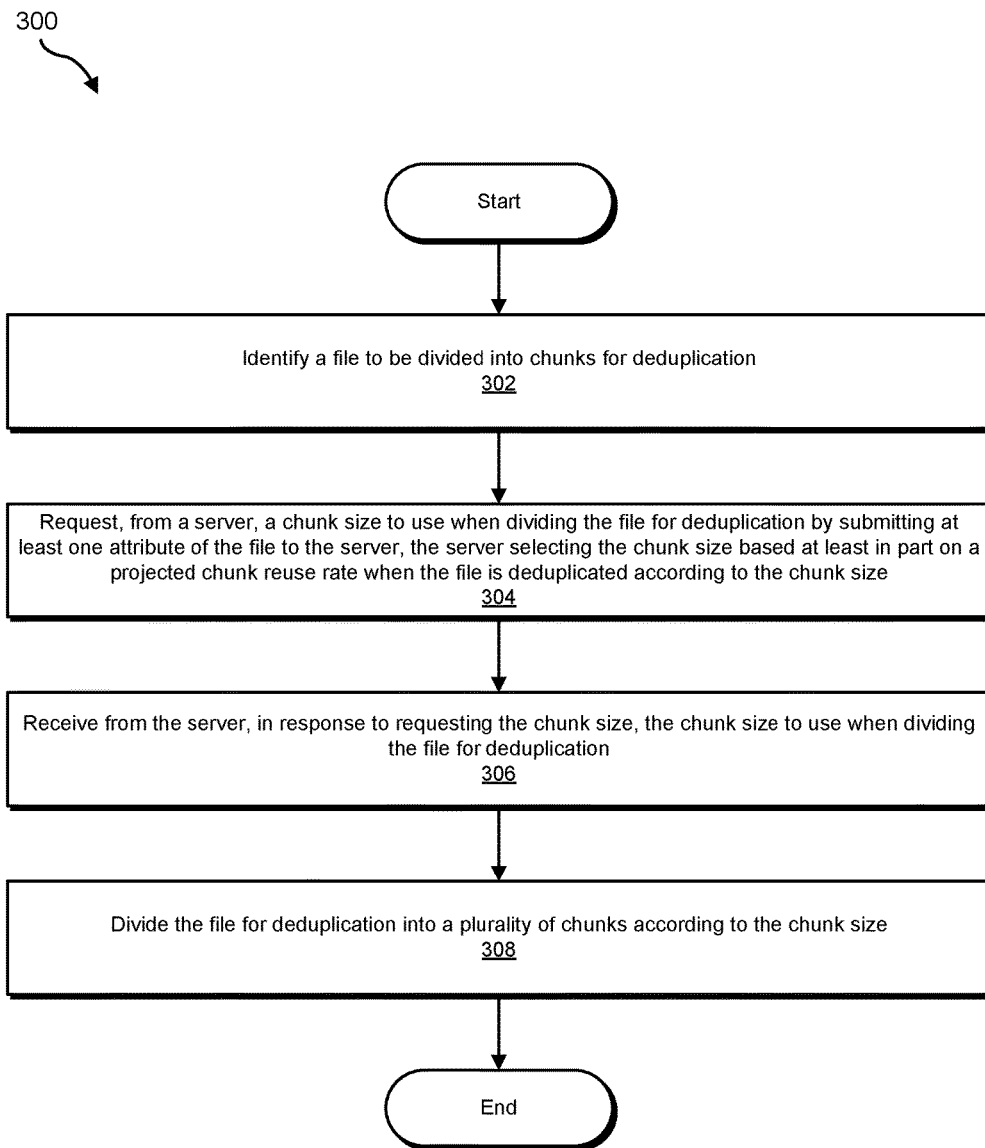 300
Start
Identify a file to be divided into chunks for deduplication
302
Request, from a server, a chunk size to use when dividing the file for deduplication by submitting at
least one attribute of the file to the server, the server selecting the chunk size based at least in part on a
projected chunk reuse rate when the file is deduplicated according to the chunk size
304
Receive from the server, in response to requesting the chunk size, the chunk size to use when dividing
the file for deduplication
306
Divide the file for deduplication into a plurality of chunks according to the chunk size
308
End